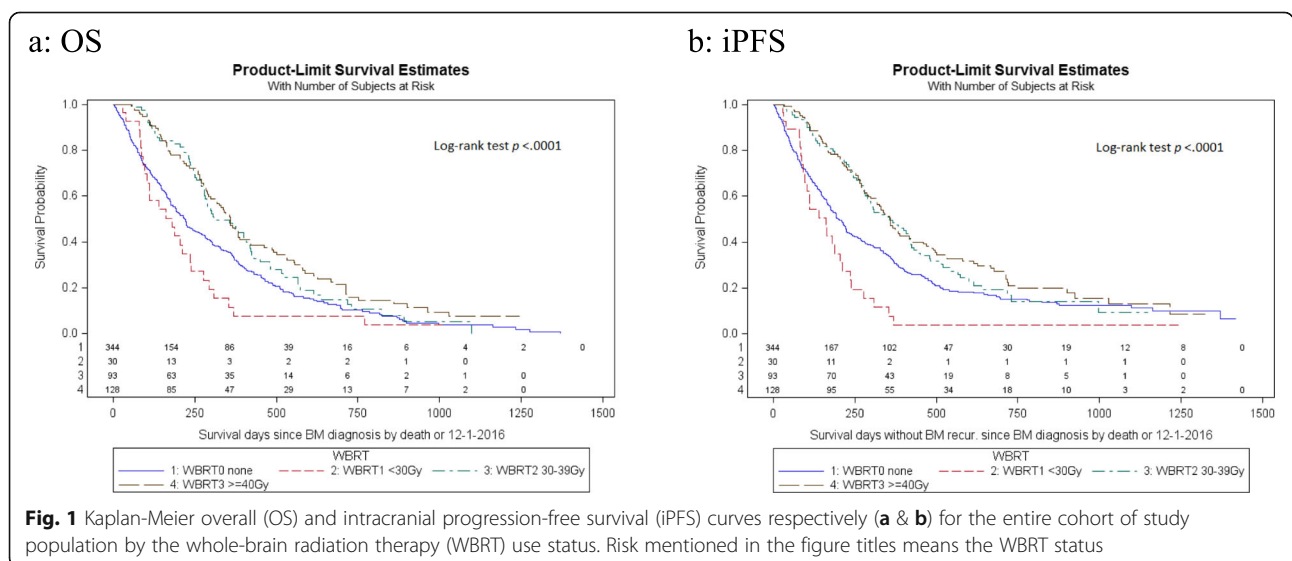 a: OS
Product-Limit Survival Estimates
With Number of Subjects at Risk
Log-rank test p <.0001
Survival Probability
1.0
0.8
0.6
0.4
0.2
0.0
1 344 154 86 39 16 6 4 2 0
2 30 13 3 2 2 1 0
3 93 63 35 14 6 2 1 0
4 128 85 47 29 13 7 2 0
0 250 500 750 1000 1250 1500
Survival days since BM diagnosis by death or 12-1-2016
WBRT
1: WBRT0 none 2: WBRT1 <30Gy 3: WBRT2 30-39Gy
4: WBRT3 >=40Gy
b: iPFS
Product-Limit Survival Estimates
With Number of Subjects at Risk
Log-rank test p <.0001
Survival Probability
1.0
0.8
0.6
0.4
0.2
0.0
1 344 167 102 47 30 19 12 8 0
2 30 11 2 1 1 1 1 0
3 93 70 43 19 8 5 1 0
4 128 95 55 34 18 10 3 2 0
0 250 500 750 1000 1250 1500
Survival days without BM recur. since BM diagnosis by death or 12-1-2016
WBRT
1: WBRT0 none 2: WBRT1 <30Gy 3: WBRT2 30-39Gy
4: WBRT3 >=40Gy
Fig. 1 Kaplan-Meier overall (OS) and intracranial progression-free survival (iPFS) curves respectively (a & b) for the entire cohort of study
population by the whole-brain radiation therapy (WBRT) use status. Risk mentioned in the figure titles means the WBRT status